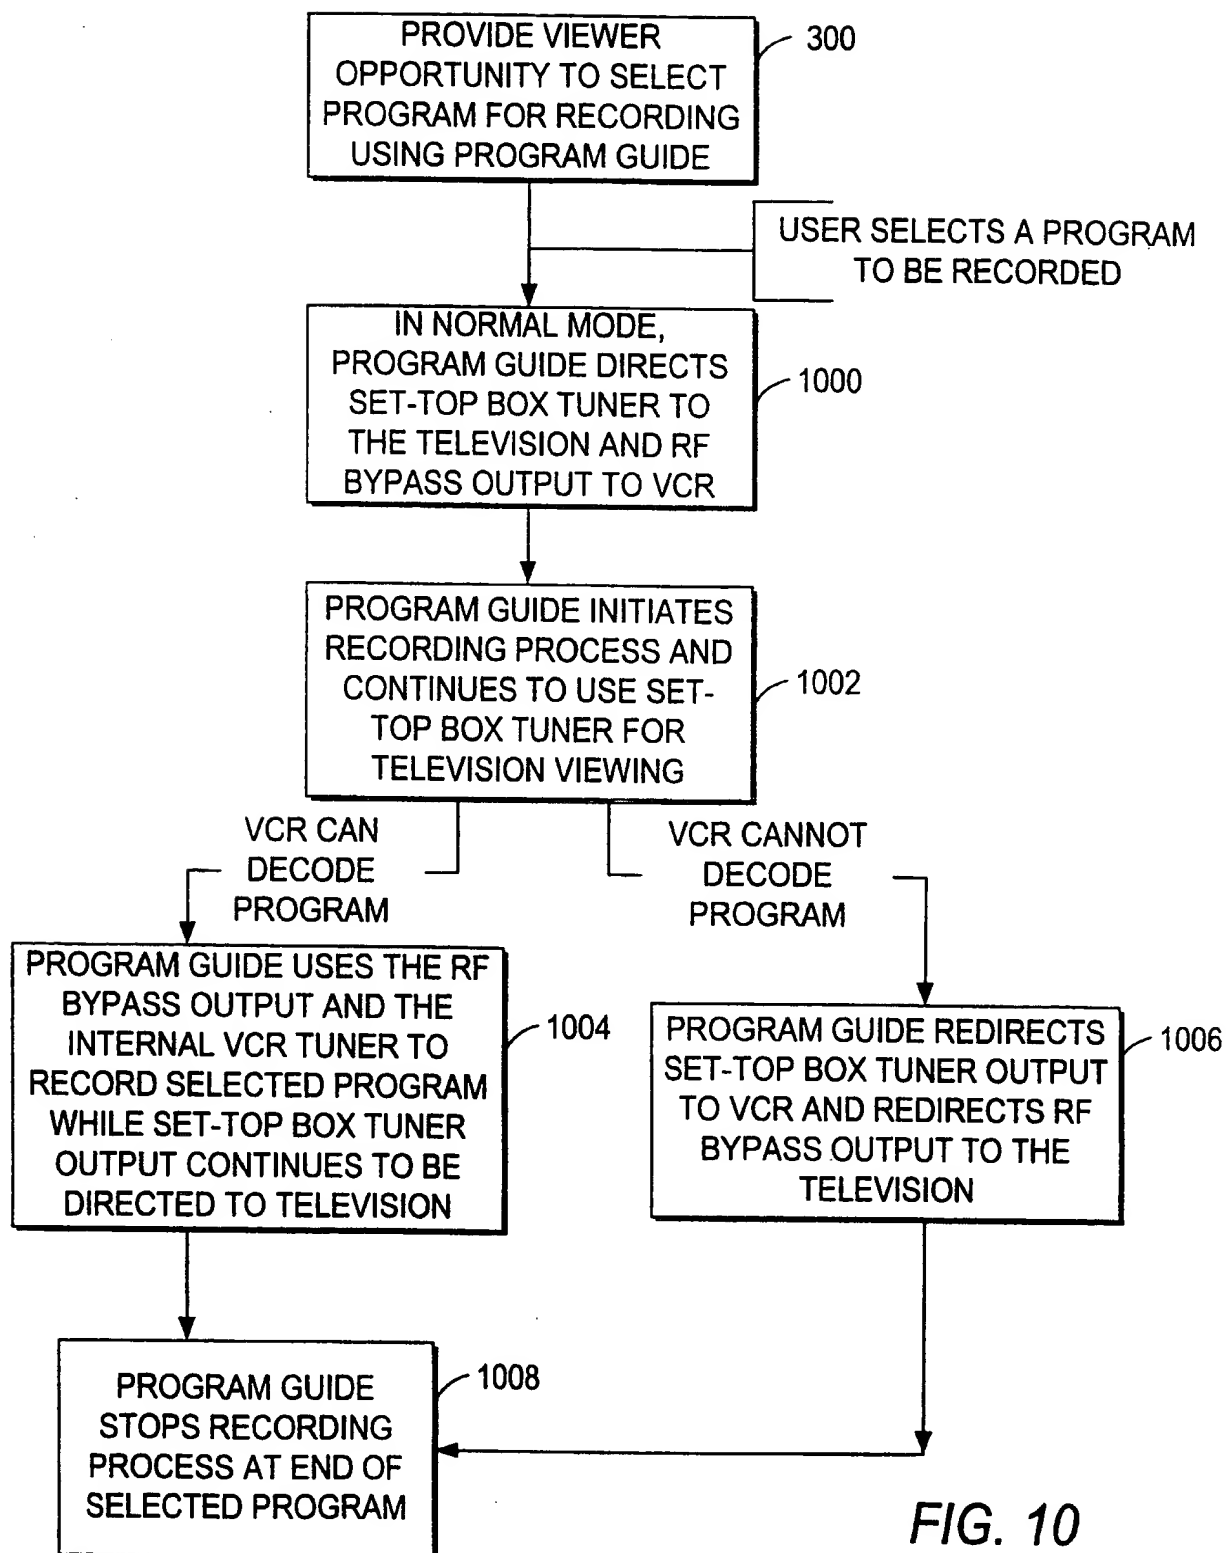 PROVIDE VIEWER
OPPORTUNITY TO SELECT
PROGRAM FOR RECORDING
USING PROGRAM GUIDE
300
USER SELECTS A PROGRAM
TO BE RECORDED
IN NORMAL MODE,
PROGRAM GUIDE DIRECTS
SET-TOP BOX TUNER TO
THE TELEVISION AND RF
BYPASS OUTPUT TO VCR
1000
PROGRAM GUIDE INITIATES
RECORDING PROCESS AND
CONTINUES TO USE SET-
TOP BOX TUNER FOR
TELEVISION VIEWING
1002
VCR CAN
DECODE
PROGRAM
VCR CANNOT
DECODE
PROGRAM
PROGRAM GUIDE USES THE RF
BYPASS OUTPUT AND THE
INTERNAL VCR TUNER TO
RECORD SELECTED PROGRAM
WHILE SET-TOP BOX TUNER
OUTPUT CONTINUES TO BE
DIRECTED TO TELEVISION
1004
PROGRAM GUIDE REDIRECTS
SET-TOP BOX TUNER OUTPUT
TO VCR AND REDIRECTS RF
BYPASS OUTPUT TO THE
TELEVISION
1006
PROGRAM GUIDE
STOPS RECORDING
PROCESS AT END OF
SELECTED PROGRAM
1008
FIG. 10